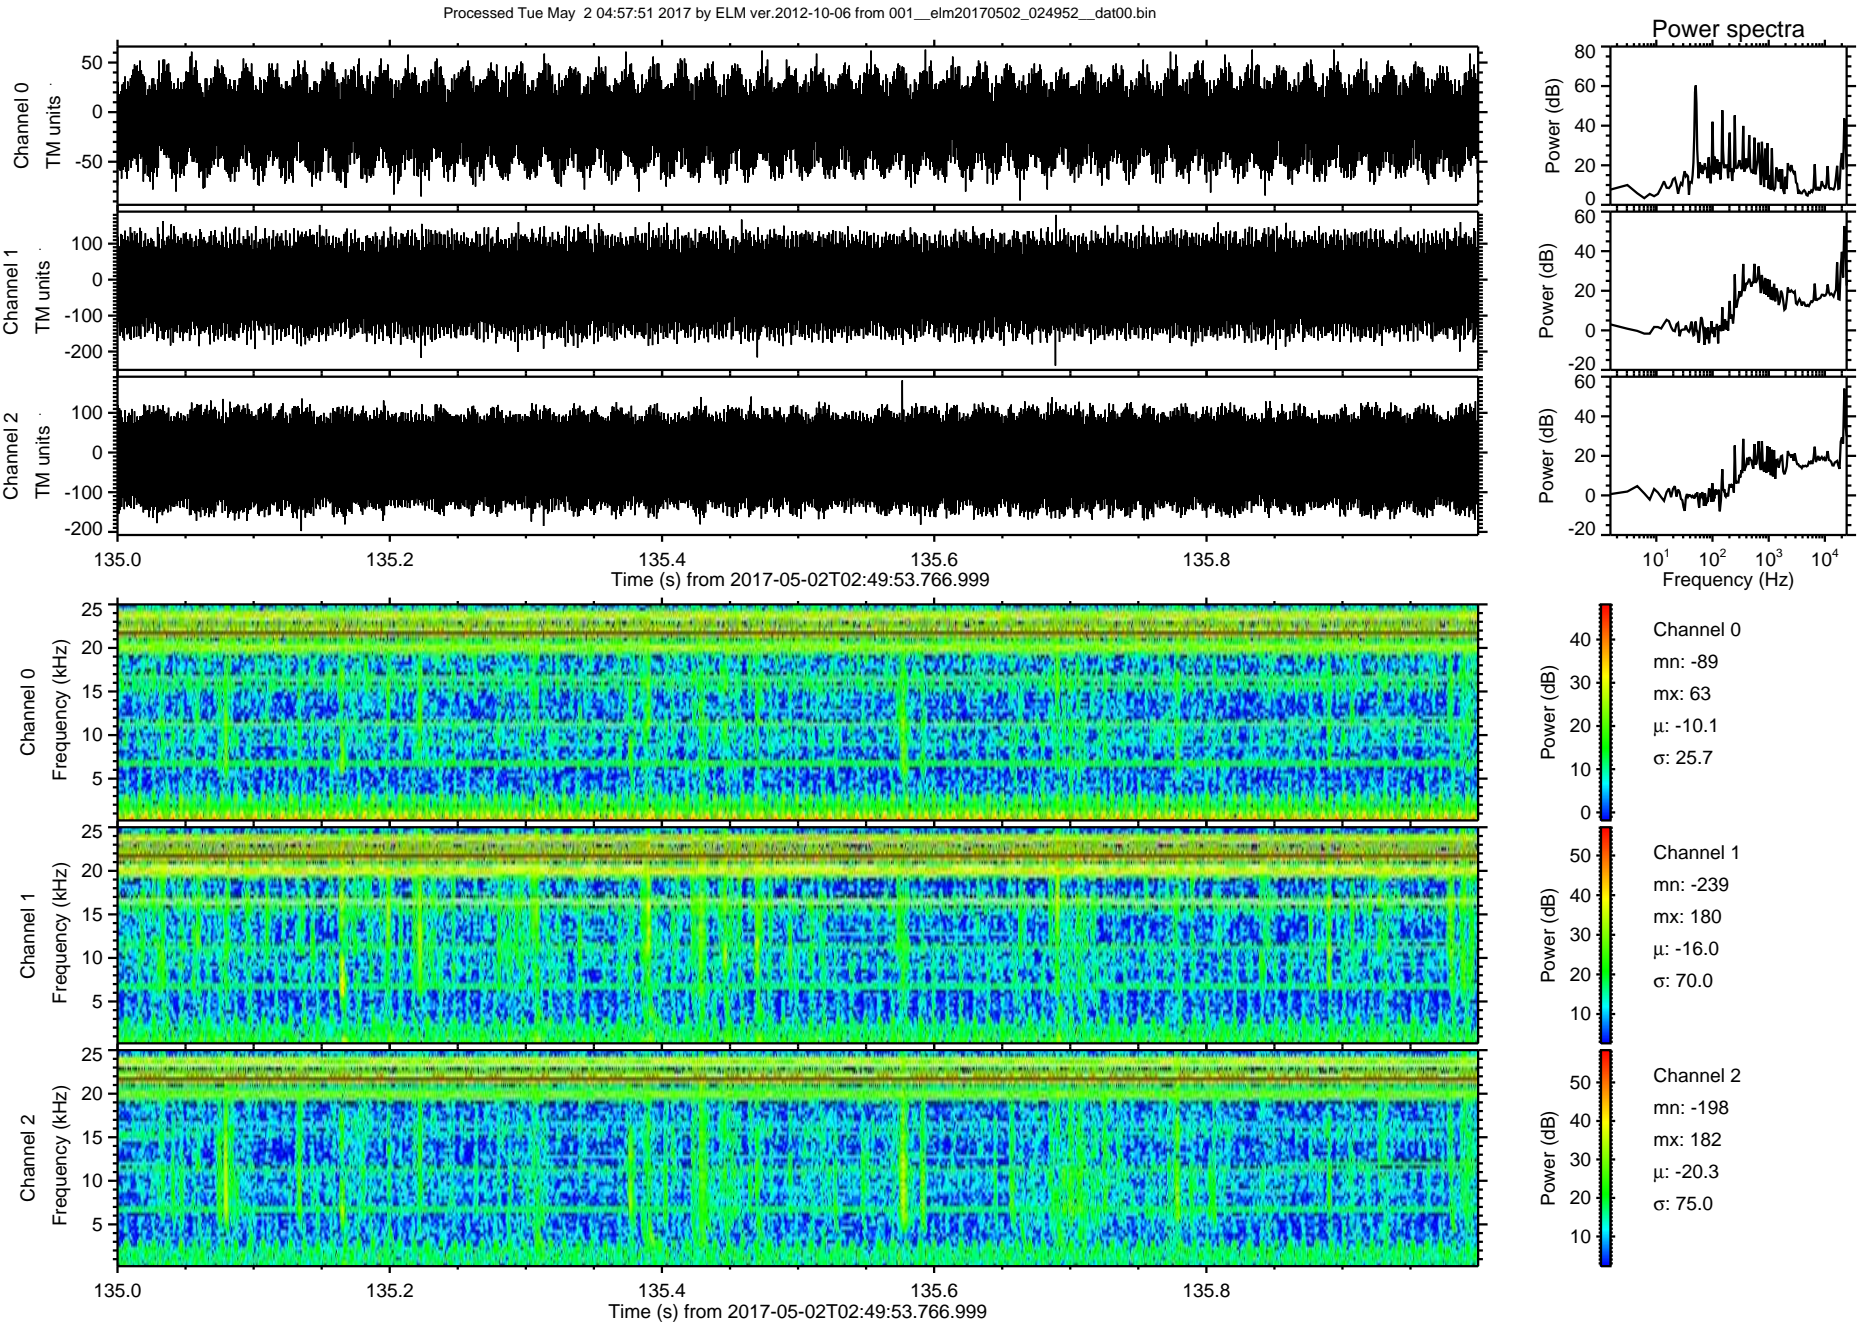 Processed Tue May  2 04:57:51 2017 by ELM ver.2012-10-06 from 001__elm20170502_024952__dat00.bin
Power spectra
Channel 0
TM units
50
0
-50
Power (dB)
80
60
40
20
0
Channel 1
TM units
100
0
-100
-200
Power (dB)
60
40
20
0
-20
Channel 2
TM units
100
0
-100
-200
Power (dB)
60
40
20
0
-20
135.0 135.2 135.4 135.6 135.8
Time (s) from 2017-05-02T02:49:53.766.999
10¹ 10² 10³ 10⁴
Frequency (Hz)
Channel 0
Frequency (kHz)
25
20
15
10
5
Power (dB)
40
30
20
10
0
Channel 0
mn: -89
mx: 63
μ: -10.1
σ: 25.7
Channel 1
Frequency (kHz)
25
20
15
10
5
Power (dB)
50
40
30
20
10
Channel 1
mn: -239
mx: 180
μ: -16.0
σ: 70.0
Channel 2
Frequency (kHz)
25
20
15
10
5
Power (dB)
50
40
30
20
10
Channel 2
mn: -198
mx: 182
μ: -20.3
σ: 75.0
135.0 135.2 135.4 135.6 135.8
Time (s) from 2017-05-02T02:49:53.766.999